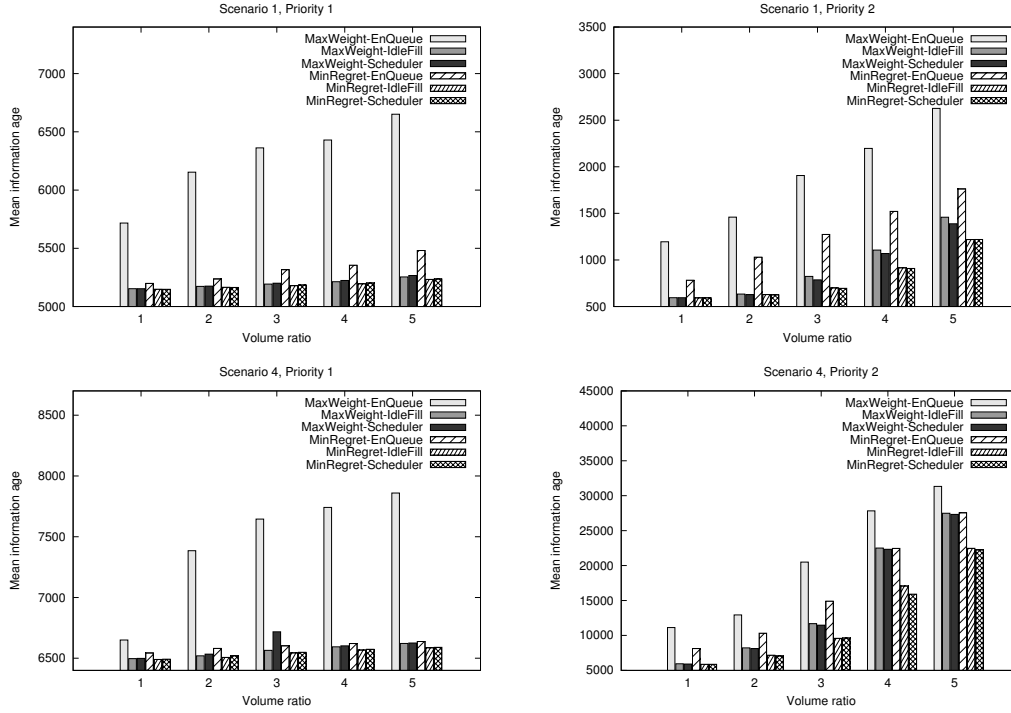 Scenario 1, Priority 1
7000
6500
6000
5500
5000
Mean information age
MaxWeight-EnQueue
MaxWeight-IdleFill
MaxWeight-Scheduler
MinRegret-EnQueue
MinRegret-IdleFill
MinRegret-Scheduler
1 2 3 4 5
Volume ratio
Scenario 1, Priority 2
3500
3000
2500
2000
1500
1000
500
Mean information age
MaxWeight-EnQueue
MaxWeight-IdleFill
MaxWeight-Scheduler
MinRegret-EnQueue
MinRegret-IdleFill
MinRegret-Scheduler
1 2 3 4 5
Volume ratio
Scenario 4, Priority 1
8500
8000
7500
7000
6500
Mean information age
MaxWeight-EnQueue
MaxWeight-IdleFill
MaxWeight-Scheduler
MinRegret-EnQueue
MinRegret-IdleFill
MinRegret-Scheduler
1 2 3 4 5
Volume ratio
Scenario 4, Priority 2
45000
40000
35000
30000
25000
20000
15000
10000
5000
Mean information age
MaxWeight-EnQueue
MaxWeight-IdleFill
MaxWeight-Scheduler
MinRegret-EnQueue
MinRegret-IdleFill
MinRegret-Scheduler
1 2 3 4 5
Volume ratio